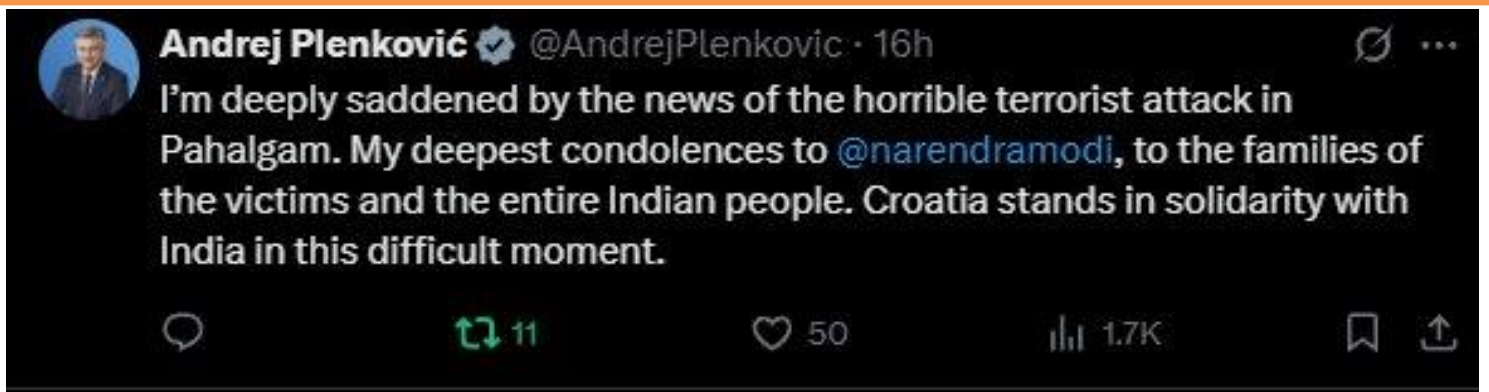 Andrej Plenković @AndrejPlenkovic · 16h
I'm deeply saddened by the news of the horrible terrorist attack in
Pahalgam. My deepest condolences to @narendramodi, to the families of
the victims and the entire Indian people. Croatia stands in solidarity with
India in this difficult moment.
11 50 1.7K